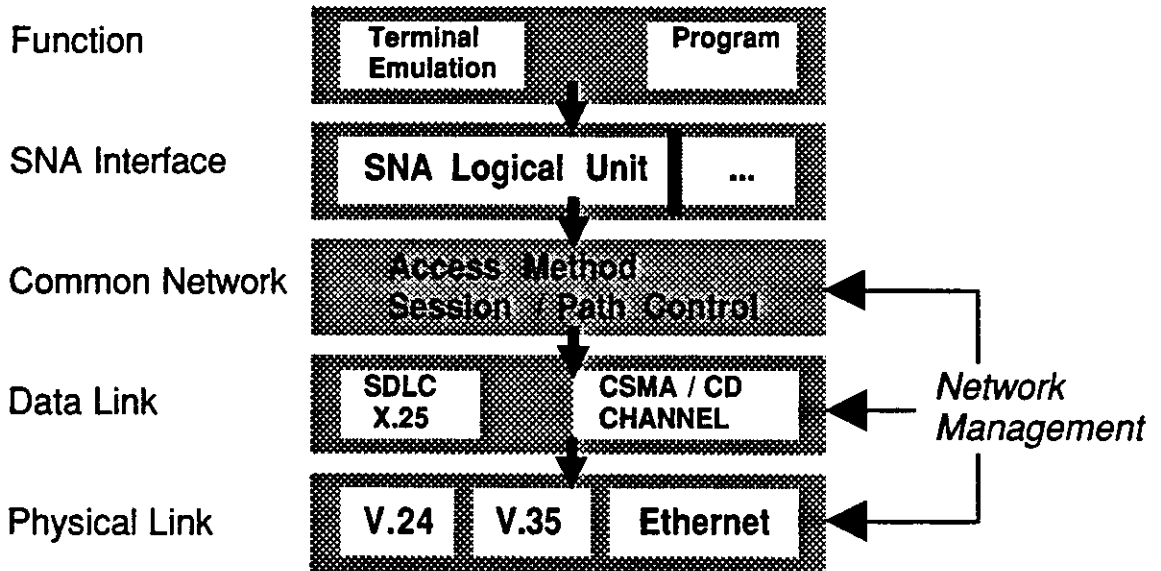 Function
Terminal
Emulation
Program
SNA Interface
SNA Logical Unit
...
Common Network
Access Method
Session / Path Control
Data Link
SDLC
X.25
CSMA / CD
CHANNEL
Network
Management
Physical Link
V.24
V.35
Ethernet